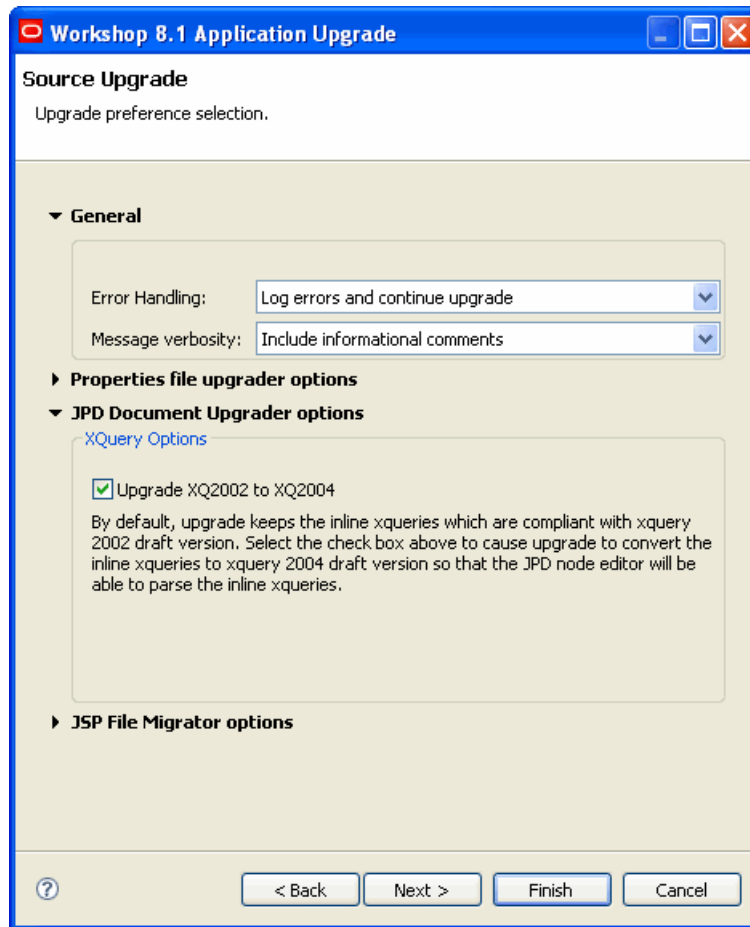 Workshop 8.1 Application Upgrade
Source Upgrade
Upgrade preference selection.
General
Error Handling: Log errors and continue upgrade
Message verbosity: Include informational comments
Properties file upgrader options
JPD Document Upgrader options
XQuery Options
Upgrade XQ2002 to XQ2004
By default, upgrade keeps the inline xqueries which are compliant with xquery
2002 draft version. Select the check box above to cause upgrade to convert the
inline xqueries to xquery 2004 draft version so that the JPD node editor will be
able to parse the inline xqueries.
JSP File Migrator options
? < Back Next > Finish Cancel